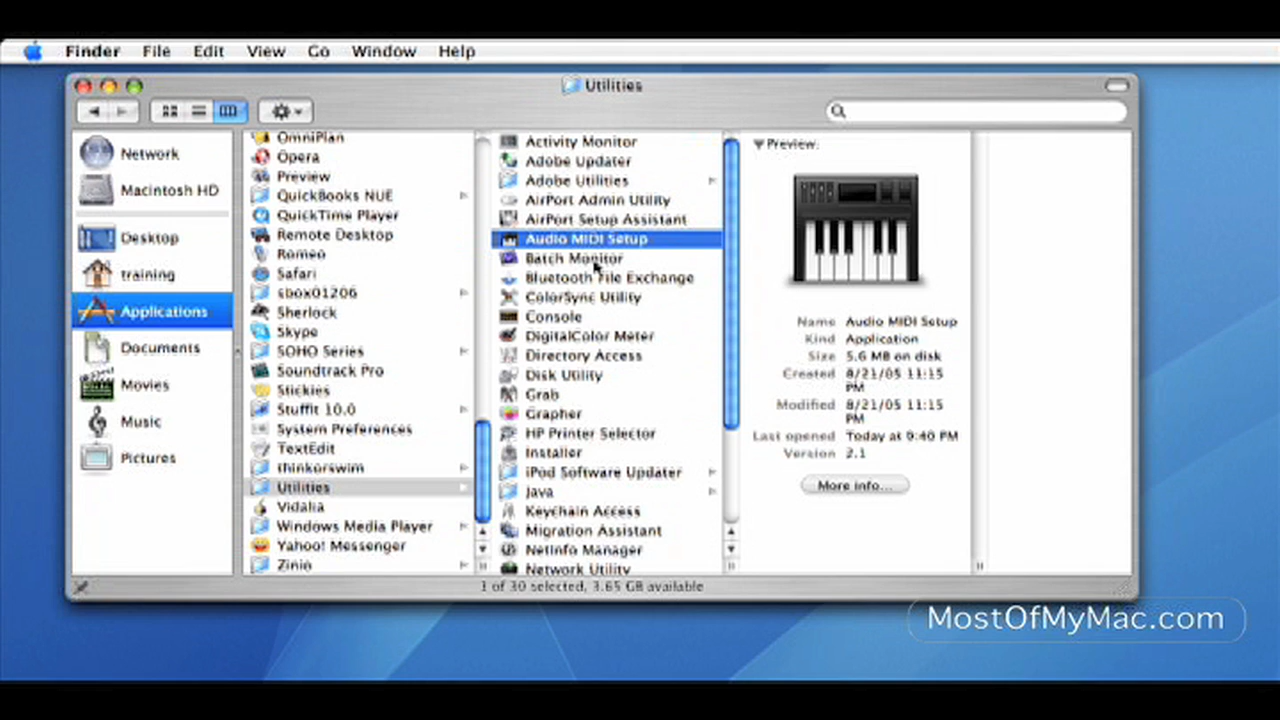 Finder File Edit View Go Window Help
Utilities
Network
Macintosh HD
Desktop
training
Applications
Documents
Movies
Music
Pictures
OmniPlan
Opera
Preview
QuickBooks NUE
QuickTime Player
Remote Desktop
Romeo
Safari
sbox01206
Sherlock
Skype
SOHO Series
Soundtrack Pro
Stickies
StuffIt 10.0
System Preferences
TextEdit
thinkorswim
Utilities
Vidalia
Windows Media Player
Yahoo! Messenger
Zinio
Activity Monitor
Adobe Updater
Adobe Utilities
AirPort Admin Utility
AirPort Setup Assistant
Audio MIDI Setup
Batch Monitor
Bluetooth File Exchange
ColorSync Utility
Console
DigitalColor Meter
Directory Access
Disk Utility
Grab
Grapher
HP Printer Selector
Installer
iPod Software Updater
Java
Keychain Access
Migration Assistant
NetInfo Manager
Network Utility
Preview:
Name Audio MIDI Setup
Kind Application
Size 5.6 MB on disk
Created 8/21/05 11:15
PM
Modified 8/21/05 11:15
PM
Last opened Today at 9:40 PM
Version 2.1
More info...
1 of 30 selected, 3.65 GB available
MostOfMyMac.com